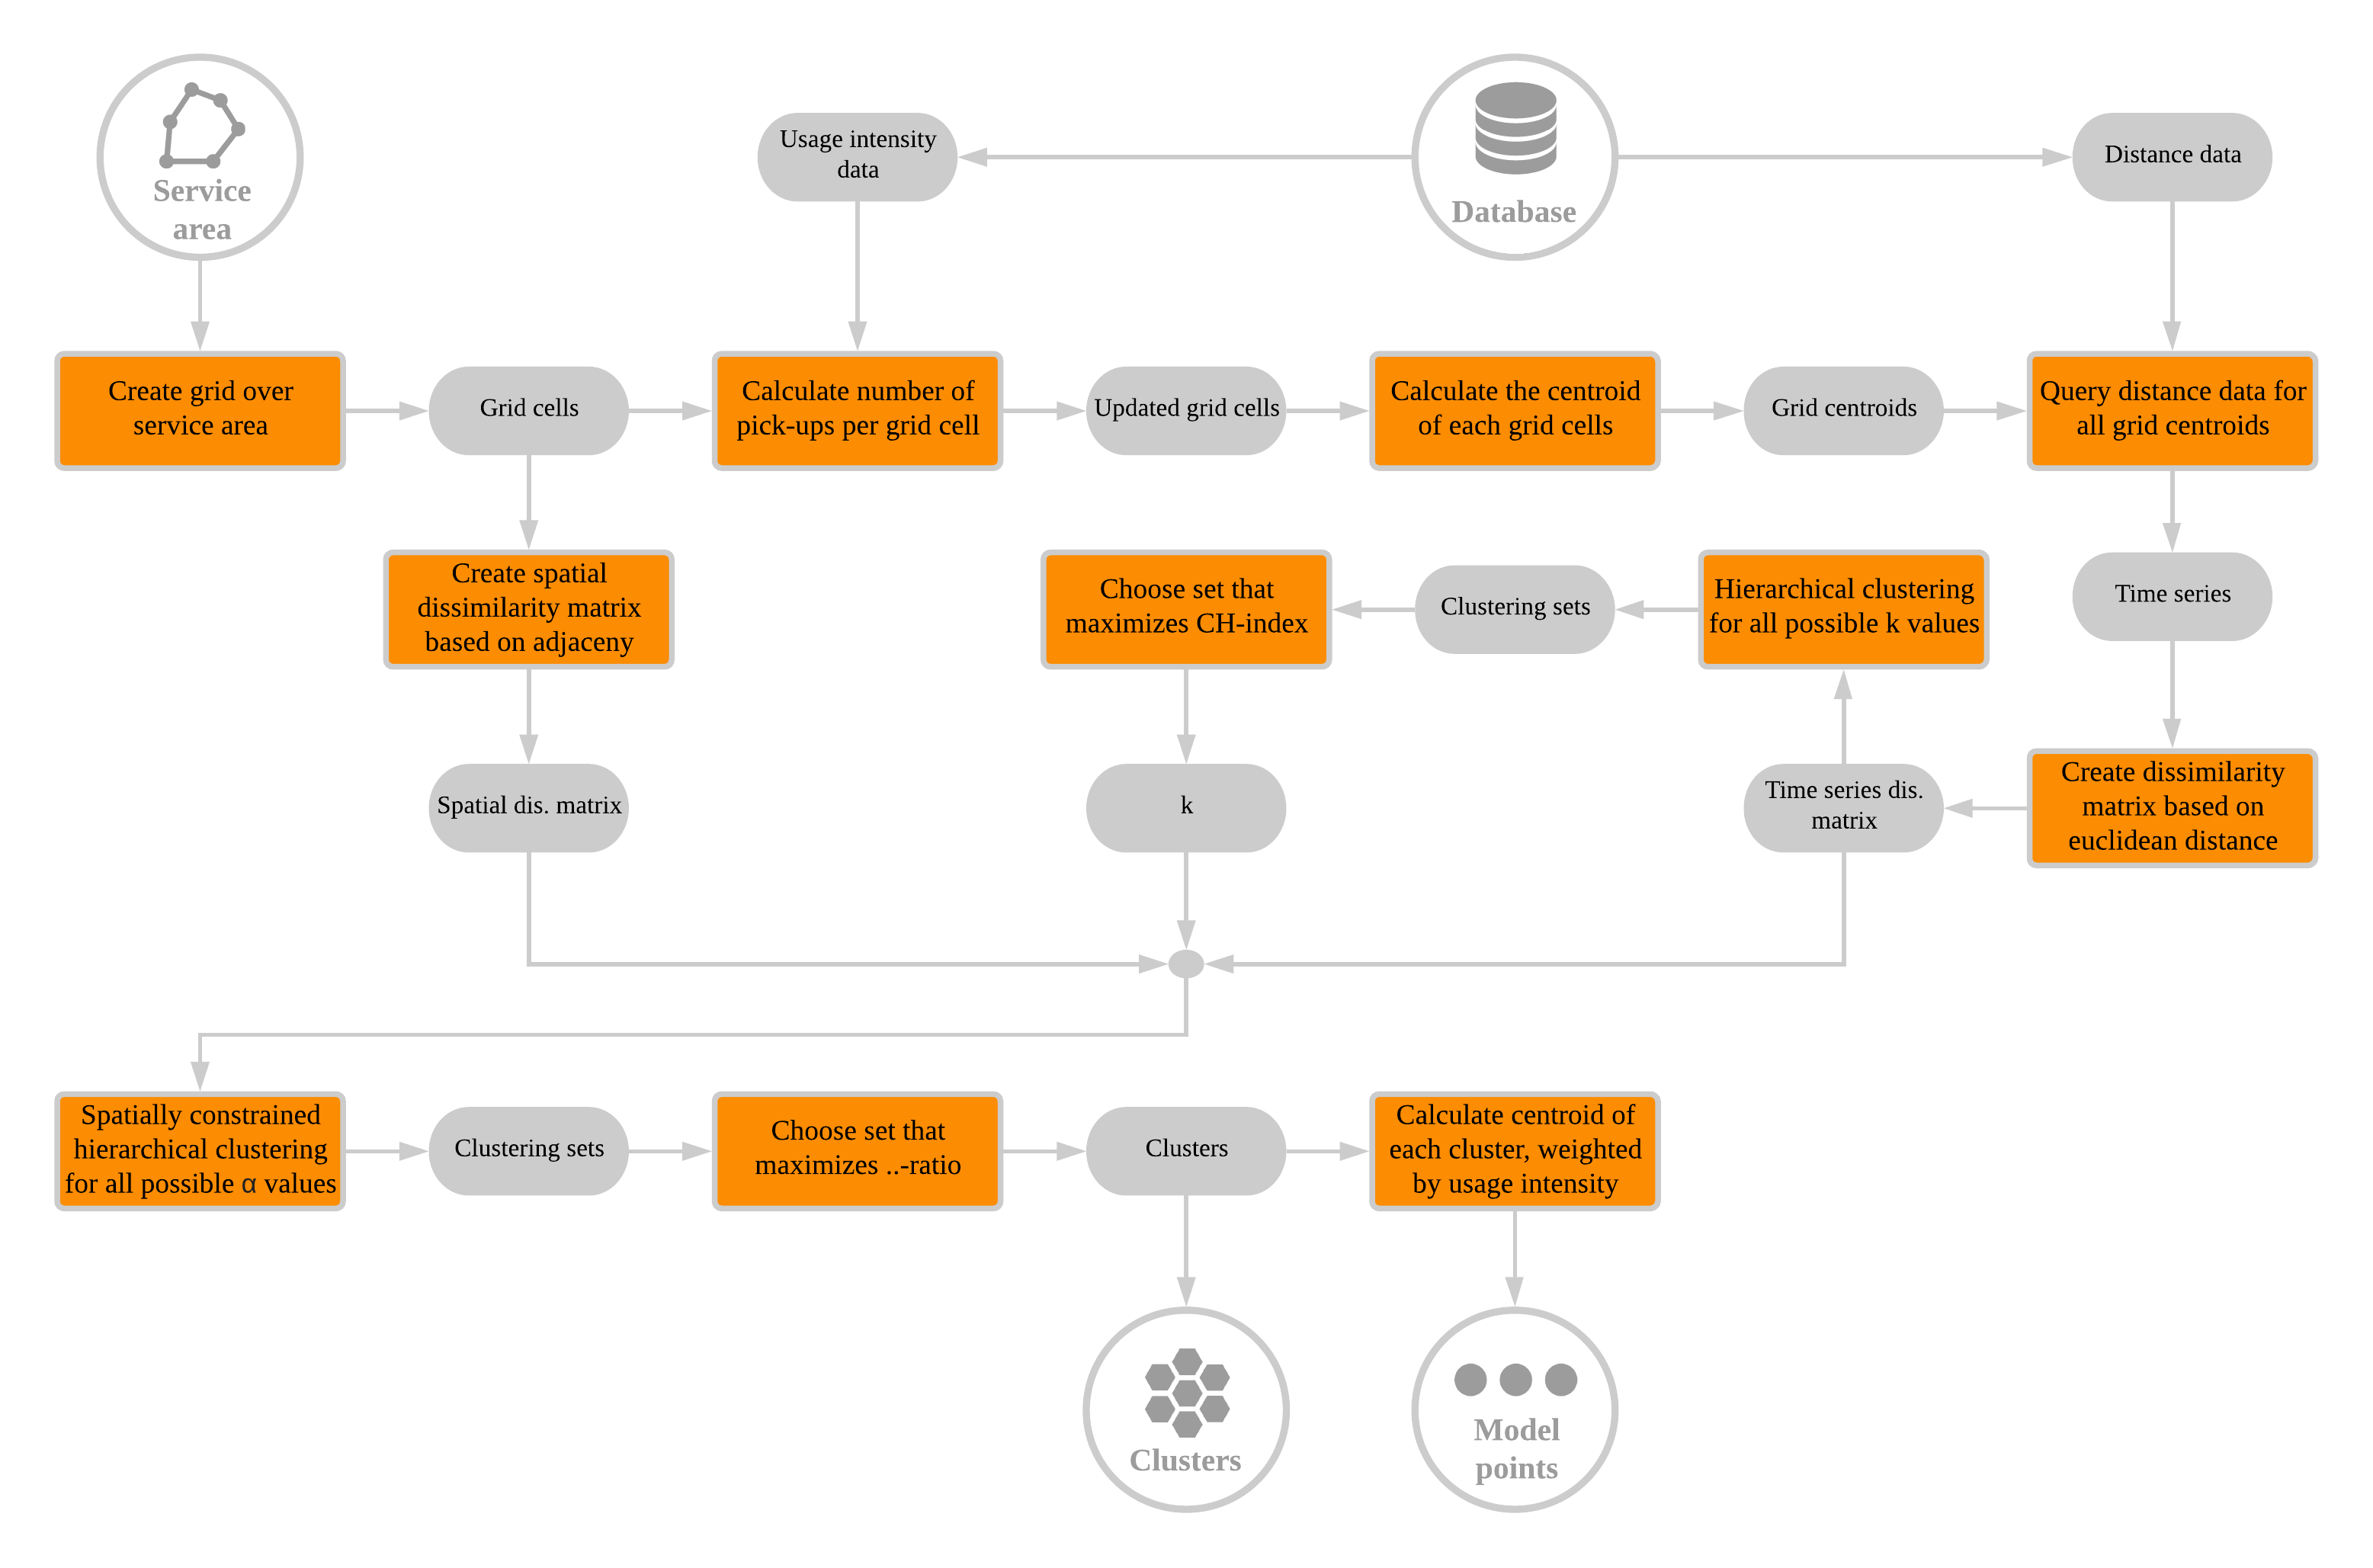 Service
area
Usage intensity
data
Database
Distance data
Create grid over
service area
Grid cells
Calculate number of
pick-ups per grid cell
Updated grid cells
Calculate the centroid
of each grid cells
Grid centroids
Query distance data for
all grid centroids
Create spatial
dissimilarity matrix
based on adjaceny
Choose set that
maximizes CH-index
Clustering sets
Hierarchical clustering
for all possible k values
Time series
Spatial dis. matrix
k
Time series dis.
matrix
Create dissimilarity
matrix based on
euclidean distance
Spatially constrained
hierarchical clustering
for all possible α values
Clustering sets
Choose set that
maximizes ..-ratio
Clusters
Calculate centroid of
each cluster, weighted
by usage intensity
Clusters
Model
points